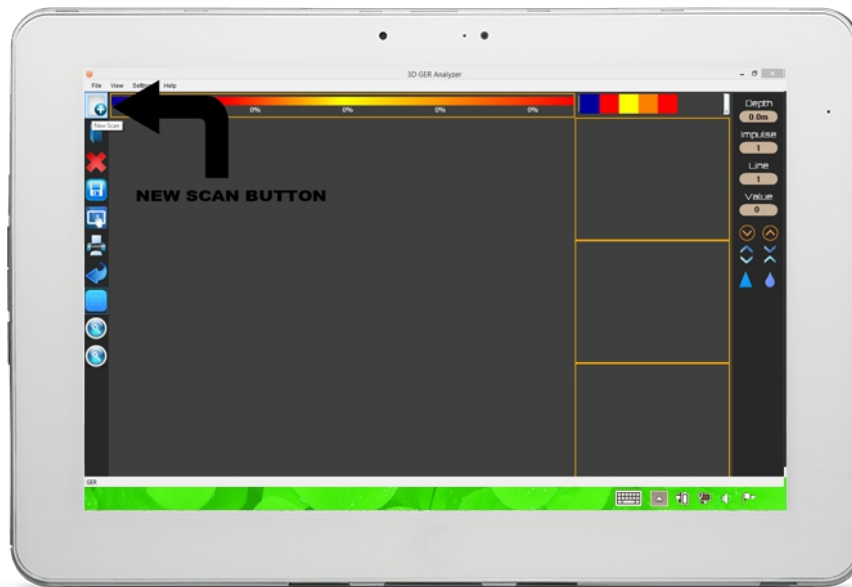 3D GER Analyzer
File View Settings Help
0% 0% 0% 0%
New Scan
NEW SCAN BUTTON
Depth
0.0m
Impulse
1
Line
1
Value
0
GER